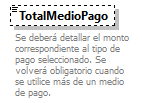 TotalMedioPago
Se deberá detallar el monto
correspondiente al tipo de
pago seleccionado. Se
volverá obligatorio cuando
se utilice más de un medio
de pago.